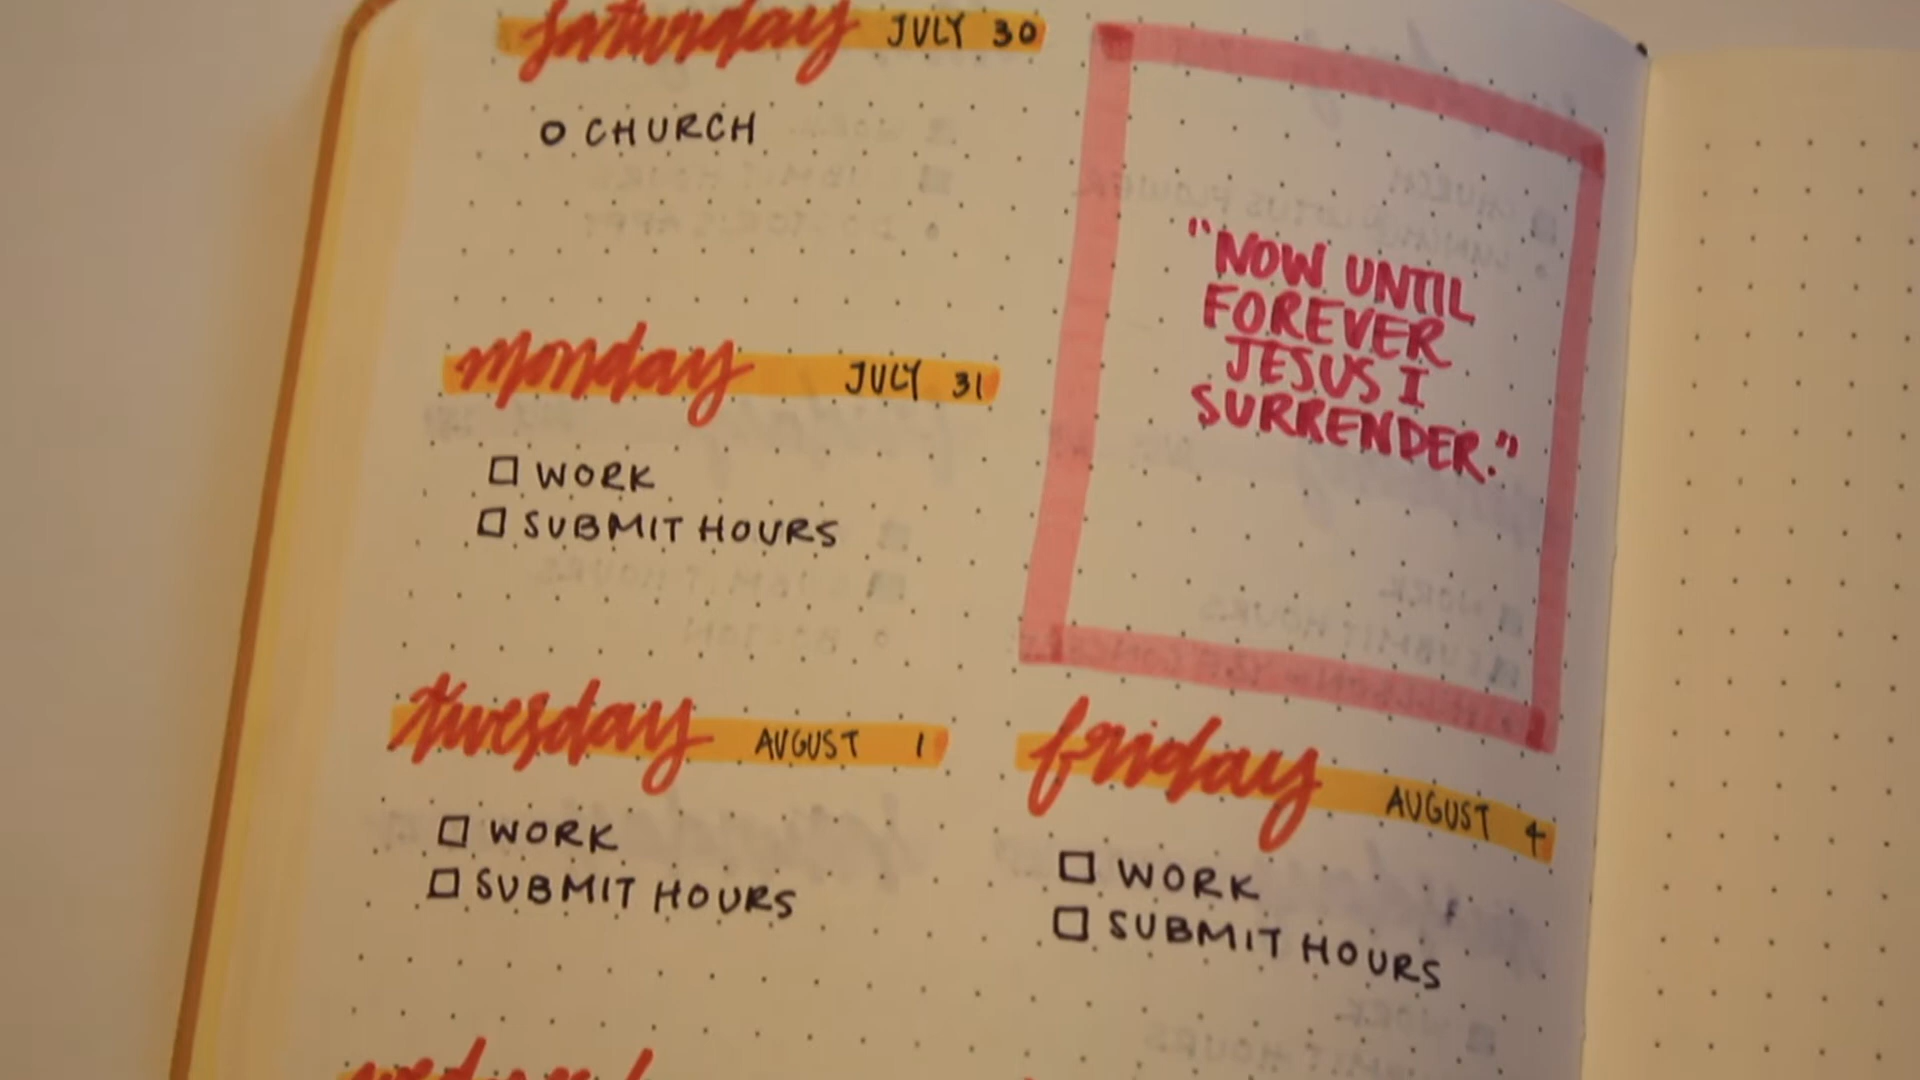 saturday JULY 30
CHURCH
monday JULY 31
WORK
SUBMIT HOURS
tuesday AUGUST 1
WORK
SUBMIT HOURS
"NOW UNTIL
FOREVER
JESUS I
SURRENDER."
friday AUGUST 4
WORK
SUBMIT HOURS